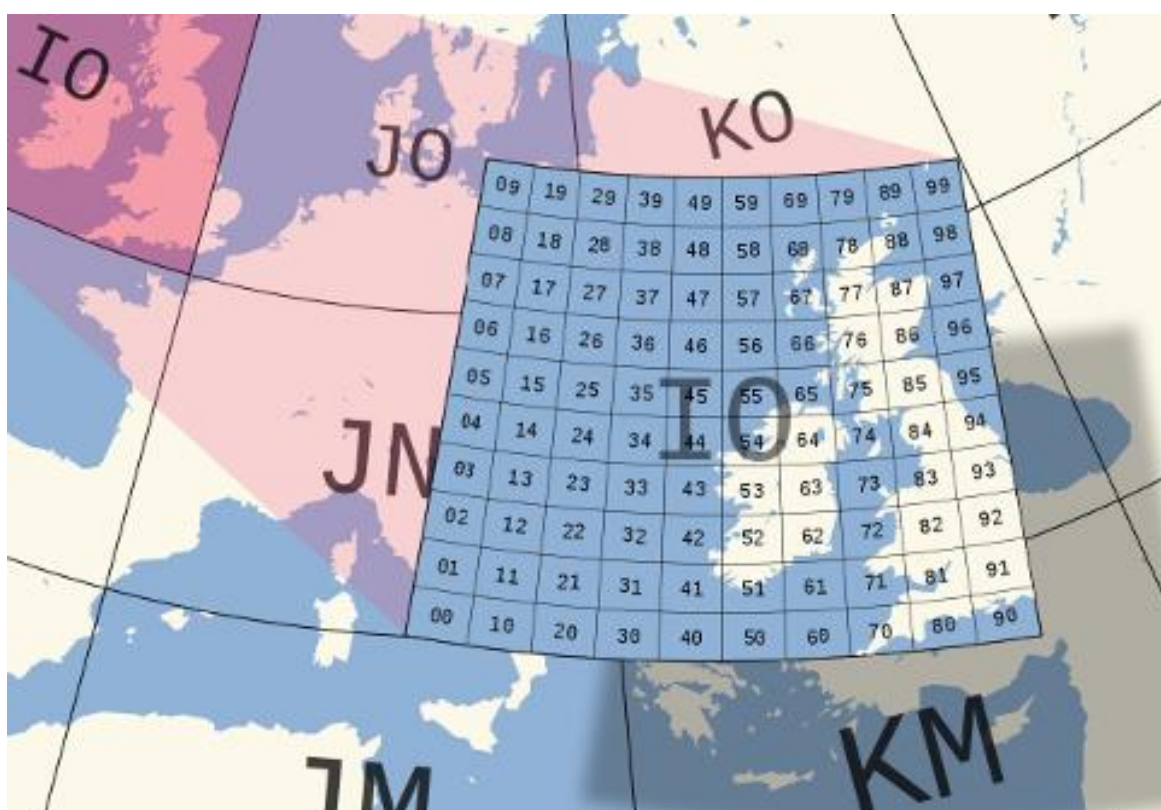 IO
JO
KO
09 19 29 39 49 59 69 79 89 99
08 18 28 38 48 58 68 78 88 98
07 17 27 37 47 57 67 77 87 97
06 16 26 36 46 56 66 76 86 96
05 15 25 35 45 55 65 75 85 95
IO
04 14 24 34 44 54 64 74 84 94
JN
03 13 23 33 43 53 63 73 83 93
02 12 22 32 42 52 62 72 82 92
01 11 21 31 41 51 61 71 81 91
00 10 20 30 40 50 60 70 80 90
JM
KM